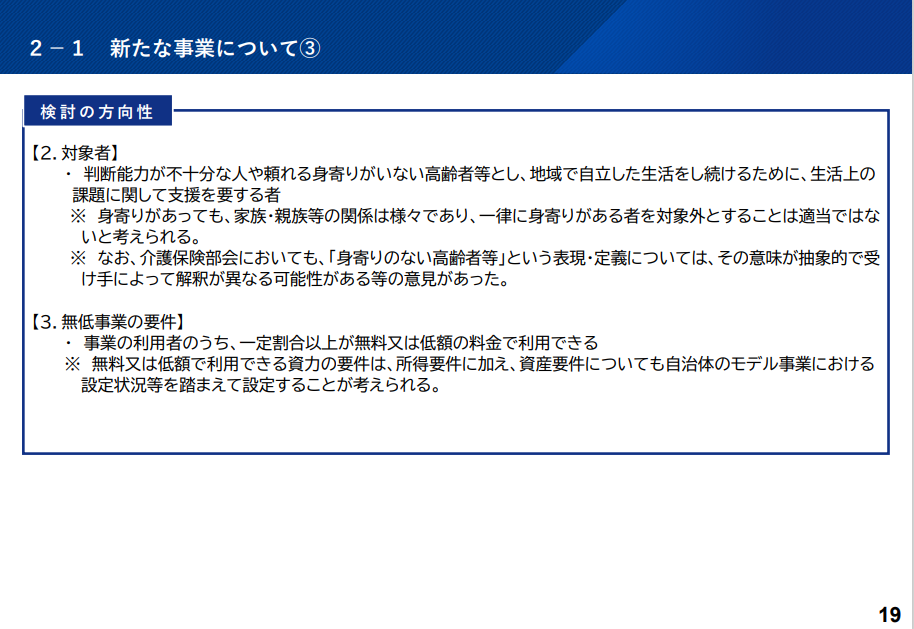 2－1　新たな事業について③
検討の方向性
【2．対象者】
・ 判断能力が不十分な人や頼れる身寄りがいない高齢者等とし、地域で自立した生活をし続けるために、生活上の
課題に関して支援を要する者
※ 身寄りがあっても、家族・親族等の関係は様々であり、一律に身寄りがある者を対象外とすることは適当ではな
いと考えられる。
※ なお、介護保険部会においても、「身寄りのない高齢者等」という表現・定義については、その意味が抽象的で受
け手によって解釈が異なる可能性がある等の意見があった。
【3．無低事業の要件】
・ 事業の利用者のうち、一定割合以上が無料又は低額の料金で利用できる
※ 無料又は低額で利用できる資力の要件は、所得要件に加え、資産要件についても自治体のモデル事業における
設定状況等を踏まえて設定することが考えられる。
19